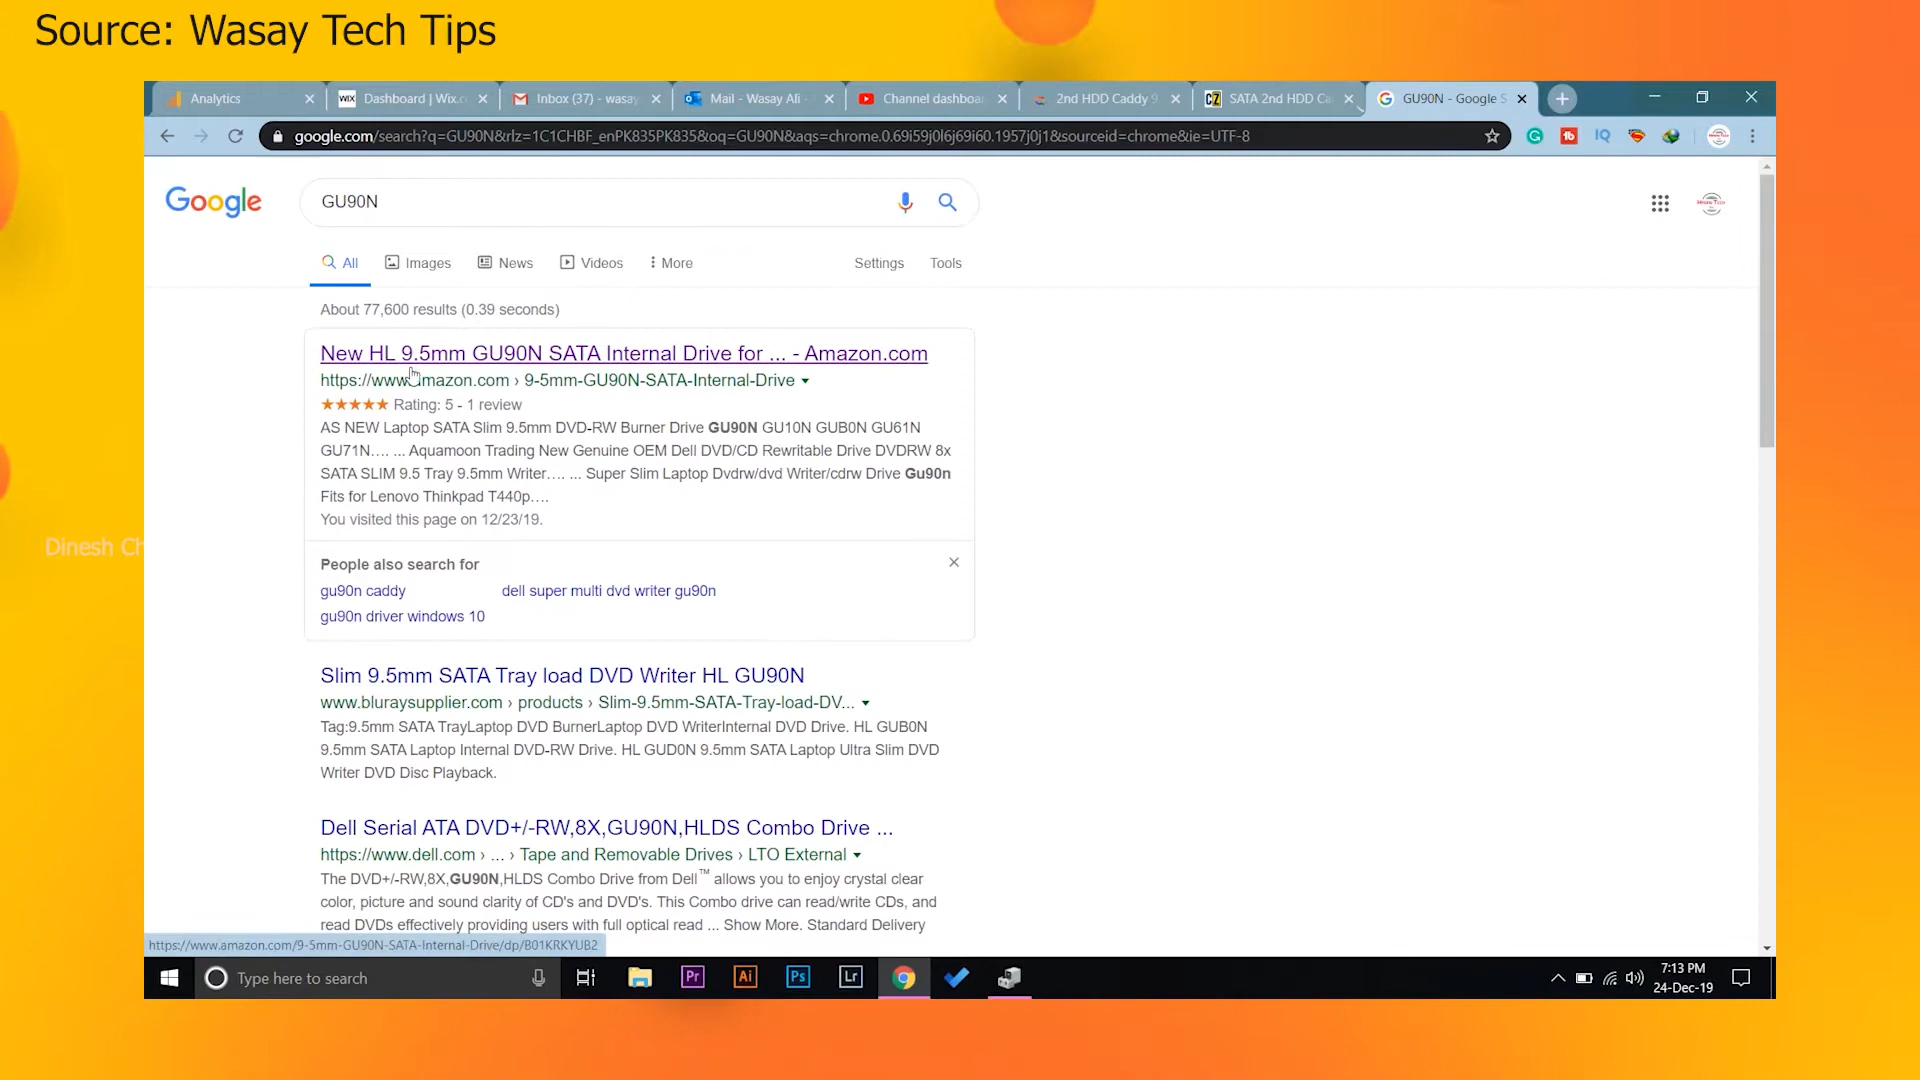 Source: Wasay Tech Tips
Analytics
WIX Dashboard | Wix.c
Inbox (37) - wasay
Mail - Wasay Ali -
Channel dashboa
2nd HDD Caddy 9
CZ SATA 2nd HDD Ca
GU90N - Google S
google.com/search?q=GU90N&rlz=1C1CHBF_enPK835PK835&oq=GU90N&aqs=chrome.0.69i59j0l6j69i60.1957j0j1&sourceid=chrome&ie=UTF-8
Google
GU90N
All Images News Videos More Settings Tools
About 77,600 results (0.39 seconds)
New HL 9.5mm GU90N SATA Internal Drive for ... - Amazon.com
https://www.amazon.com › 9-5mm-GU90N-SATA-Internal-Drive
Rating: 5 - 1 review
AS NEW Laptop SATA Slim 9.5mm DVD-RW Burner Drive GU90N GU10N GUB0N GU61N
GU71N.... ... Aquamoon Trading New Genuine OEM Dell DVD/CD Rewritable Drive DVDRW 8x
SATA SLIM 9.5 Tray 9.5mm Writer.... ... Super Slim Laptop Dvdrw/dvd Writer/cdrw Drive Gu90n
Fits for Lenovo Thinkpad T440p....
You visited this page on 12/23/19.
People also search for
gu90n caddy dell super multi dvd writer gu90n
gu90n driver windows 10
Slim 9.5mm SATA Tray load DVD Writer HL GU90N
www.bluraysupplier.com › products › Slim-9.5mm-SATA-Tray-load-DV...
Tag:9.5mm SATA TrayLaptop DVD BurnerLaptop DVD WriterInternal DVD Drive. HL GUB0N
9.5mm SATA Laptop Internal DVD-RW Drive. HL GUD0N 9.5mm SATA Laptop Ultra Slim DVD
Writer DVD Disc Playback.
Dinesh Ch
Dell Serial ATA DVD+/-RW,8X,GU90N,HLDS Combo Drive ...
https://www.dell.com › ... › Tape and Removable Drives › LTO External
The DVD+/-RW,8X,GU90N,HLDS Combo Drive from Dell™ allows you to enjoy crystal clear
color, picture and sound clarity of CD's and DVD's. This Combo drive can read/write CDs, and
read DVDs effectively providing users with full optical read ... Show More. Standard Delivery
https://www.amazon.com/9-5mm-GU90N-SATA-Internal-Drive/dp/B01KRKYUB2
Type here to search
Pr Ai Ps Lr
7:13 PM
24-Dec-19